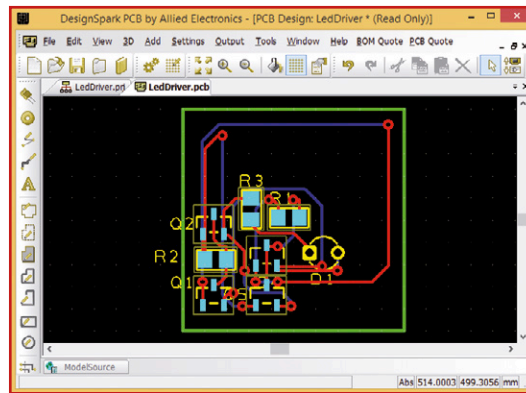 DesignSpark PCB by Allied Electronics - [PCB Design: LedDriver * (Read Only)]
File Edit View 3D Add Settings Output Tools Window Help BOM Quote PCB Quote
LedDriver.prj LedDriver.pcb
R3
Q2
R2
Q1
D1
ModelSource
Abs 514.0003 499.3056 mm